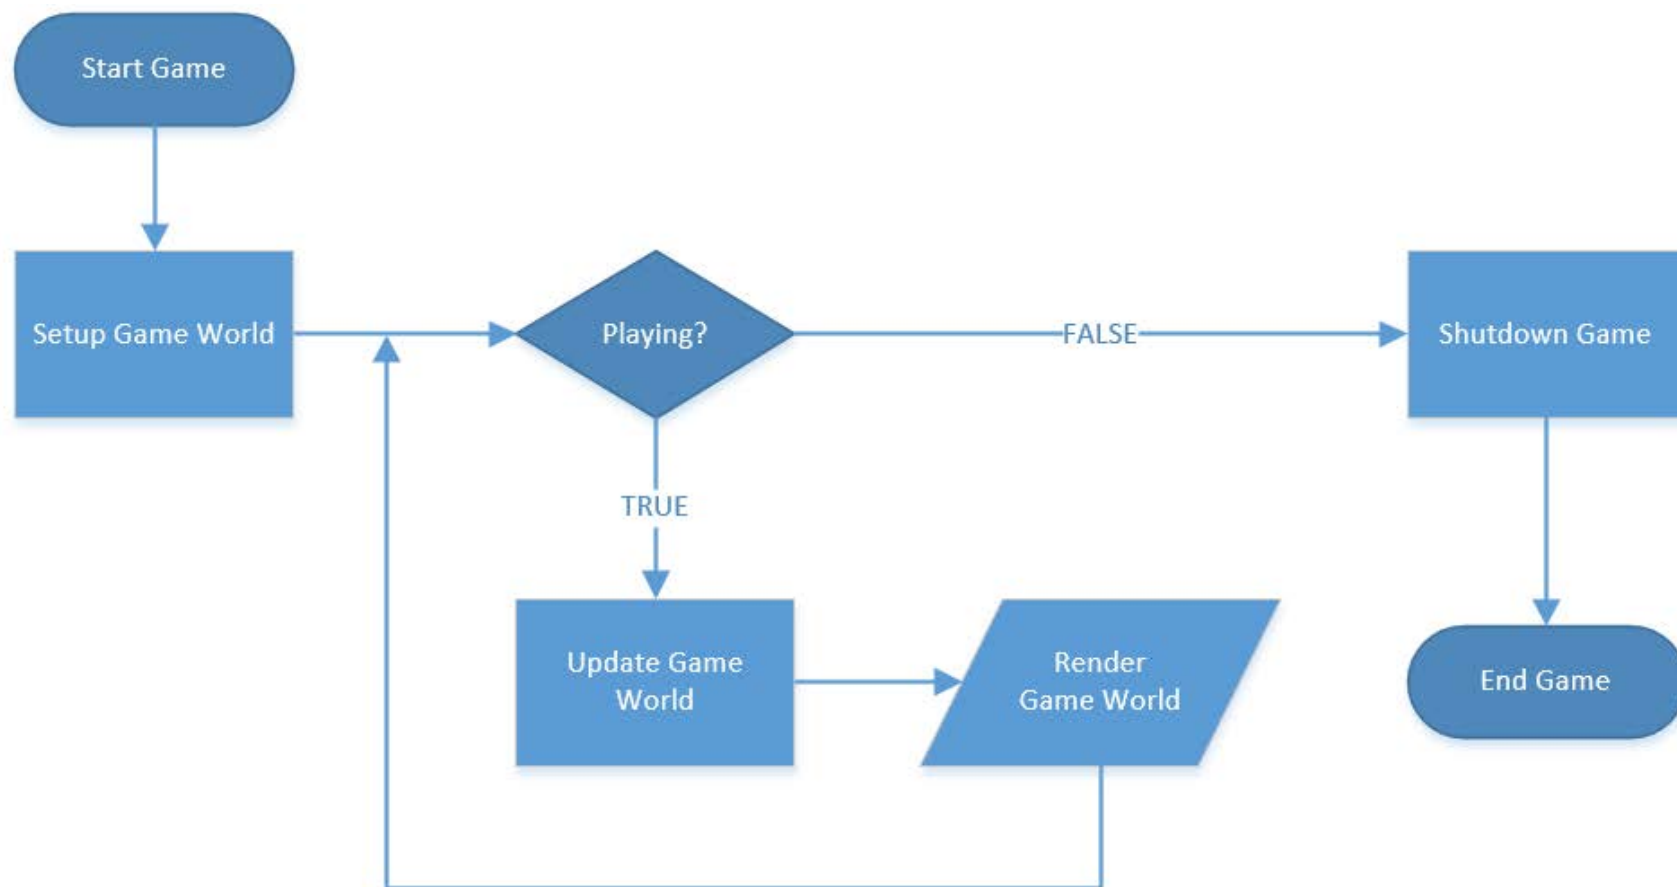 Start Game
Setup Game World
Playing?
FALSE
Shutdown Game
TRUE
Update Game
World
Render
Game World
End Game